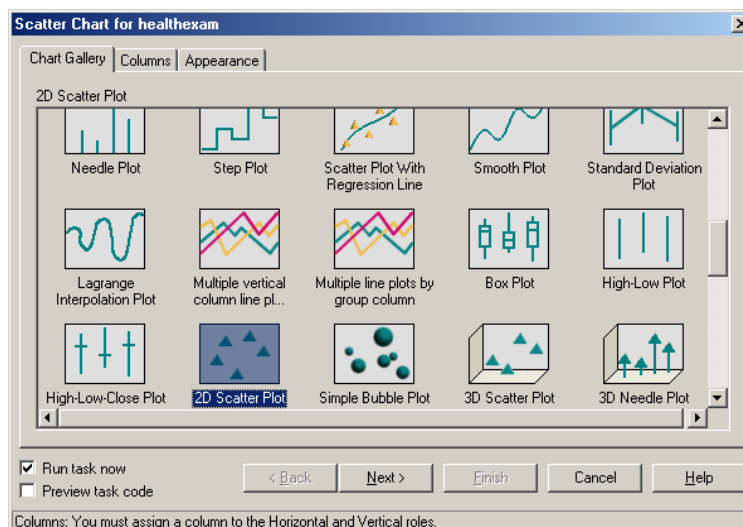 Scatter Chart for healthexam
Chart Gallery Columns Appearance
2D Scatter Plot
Needle Plot
Step Plot
Scatter Plot With
Regression Line
Smooth Plot
Standard Deviation
Plot
Lagrange
Interpolation Plot
Multiple vertical
column line pl...
Multiple line plots by
group column
Box Plot
High-Low Plot
High-Low-Close Plot
2D Scatter Plot
Simple Bubble Plot
3D Scatter Plot
3D Needle Plot
Run task now
Preview task code
< Back
Next >
Finish
Cancel
Help
Columns: You must assign a column to the Horizontal and Vertical roles.